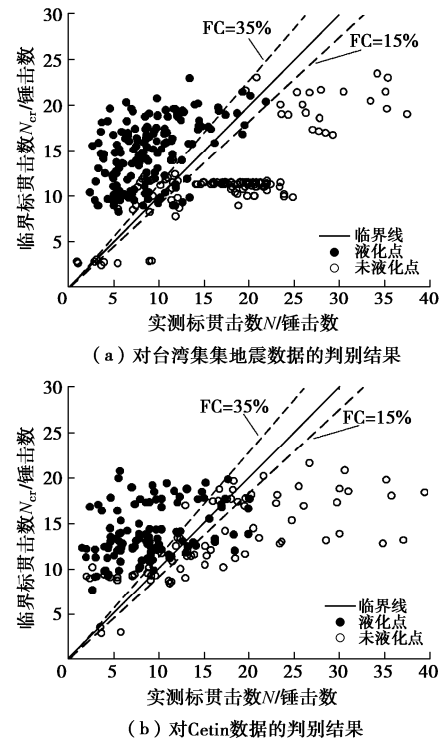 30
25
20
15
10
5
0
5
10
15
20
25
30
35
40
临界标贯击数Ncr/锤击数
FC=35%
FC=15%
临界线
液化点
未液化点
实测标贯击数N/锤击数
(a)对台湾集集地震数据的判别结果
30
25
20
15
10
5
0
5
10
15
20
25
30
35
40
临界标贯击数Ncr/锤击数
FC=35%
FC=15%
临界线
液化点
未液化点
实测标贯击数N/锤击数
(b)对Cetin数据的判别结果